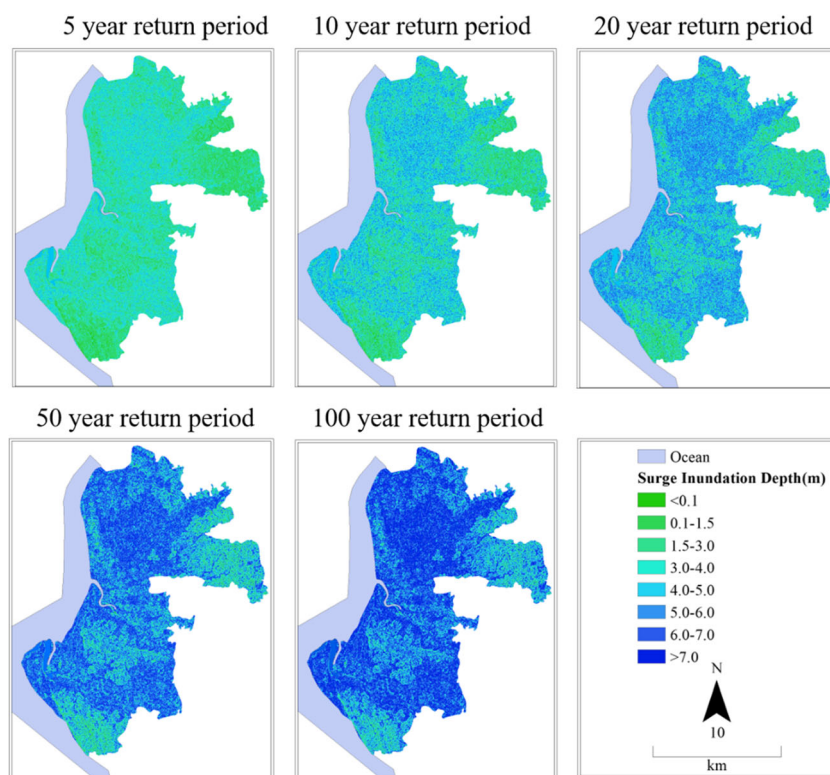 5 year return period
10 year return period
20 year return period
50 year return period
100 year return period
Ocean
Surge Inundation Depth(m)
<0.1
0.1-1.5
1.5-3.0
3.0-4.0
4.0-5.0
5.0-6.0
6.0-7.0
>7.0
N
10
km